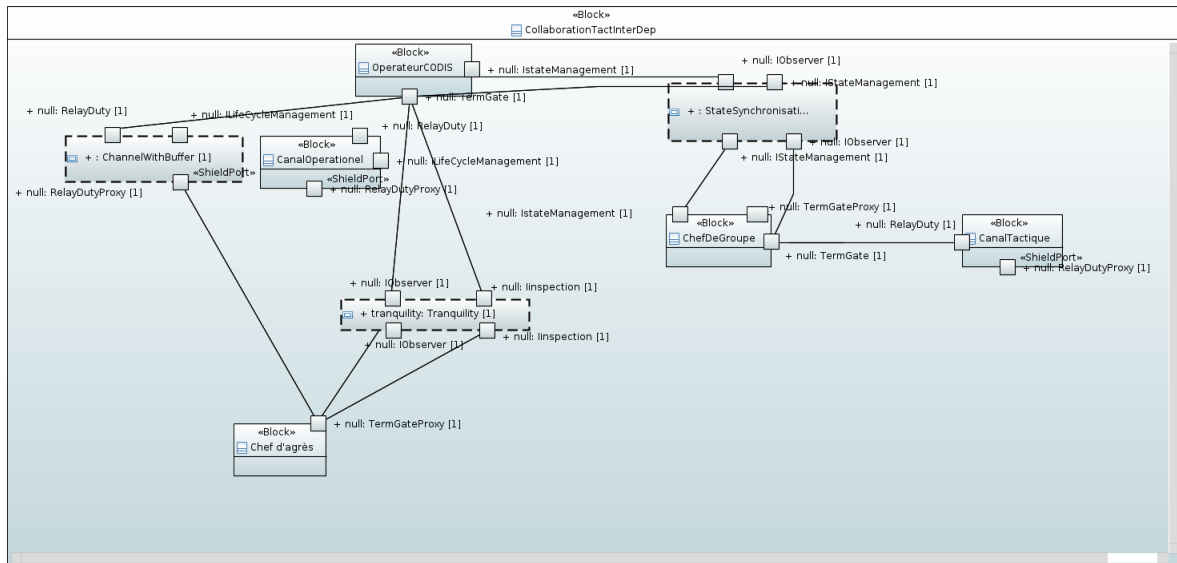 «Block»
CollaborationTactInterDep
«Block»
OperateurCODIS
+ null: IstateManagement [1]
+ null: IObserver [1]
+ null: IStateManagement [1]
+ null: TermGate [1]
+ null: RelayDuty [1]
+ null: ILifeCycleManagement [1]
+ null: RelayDuty [1]
+ : StateSynchronisati...
+ : ChannelWithBuffer [1]
«Block»
CanalOperationel
+ null: ILifeCycleManagement [1]
+ null: IObserver [1]
+ null: IStateManagement [1]
«ShieldPort»
+ null: RelayDutyProxy [1]
«ShieldPort»
+ null: RelayDutyProxy [1]
+ null: IstateManagement [1]
+ null: TermGateProxy [1]
«Block»
ChefDeGroupe
+ null: RelayDuty [1]
«Block»
CanalTactique
+ null: TermGate [1]
«ShieldPort»
+ null: RelayDutyProxy [1]
+ null: IObserver [1]
+ null: Iinspection [1]
+ tranquility: Tranquility [1]
+ null: IObserver [1]
+ null: Iinspection [1]
+ null: TermGateProxy [1]
«Block»
Chef d'agrès